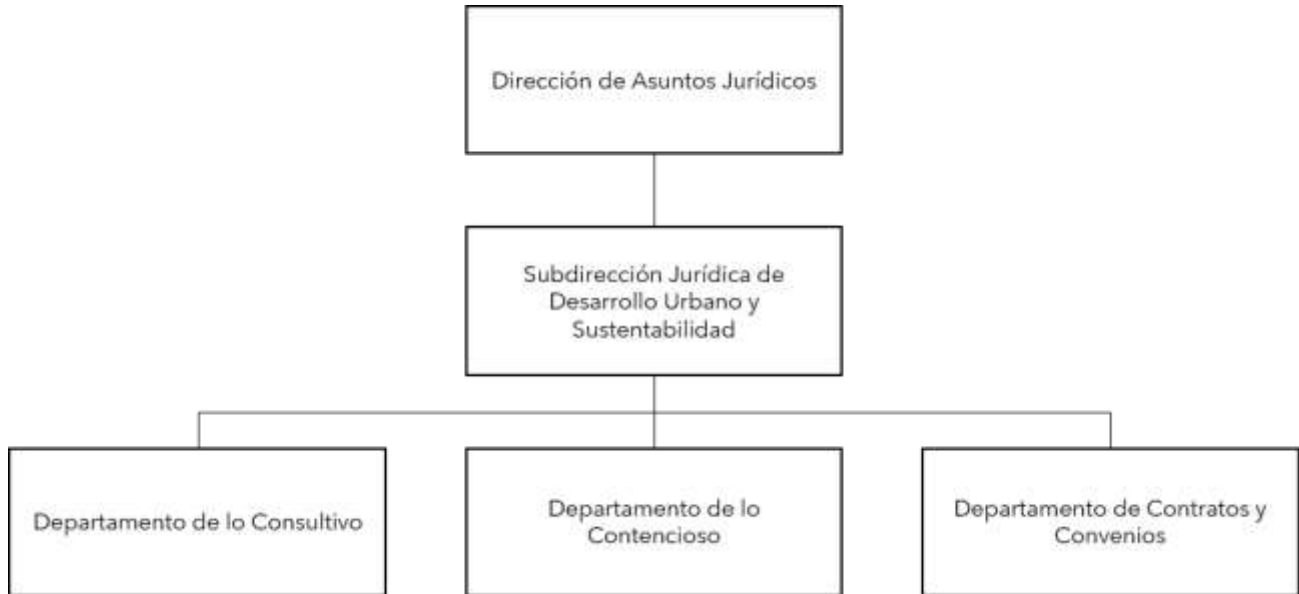 Dirección de Asuntos Jurídicos
Subdirección Jurídica de
Desarrollo Urbano y
Sustentabilidad
Departamento de lo Consultivo
Departamento de lo
Contencioso
Departamento de Contratos y
Convenios